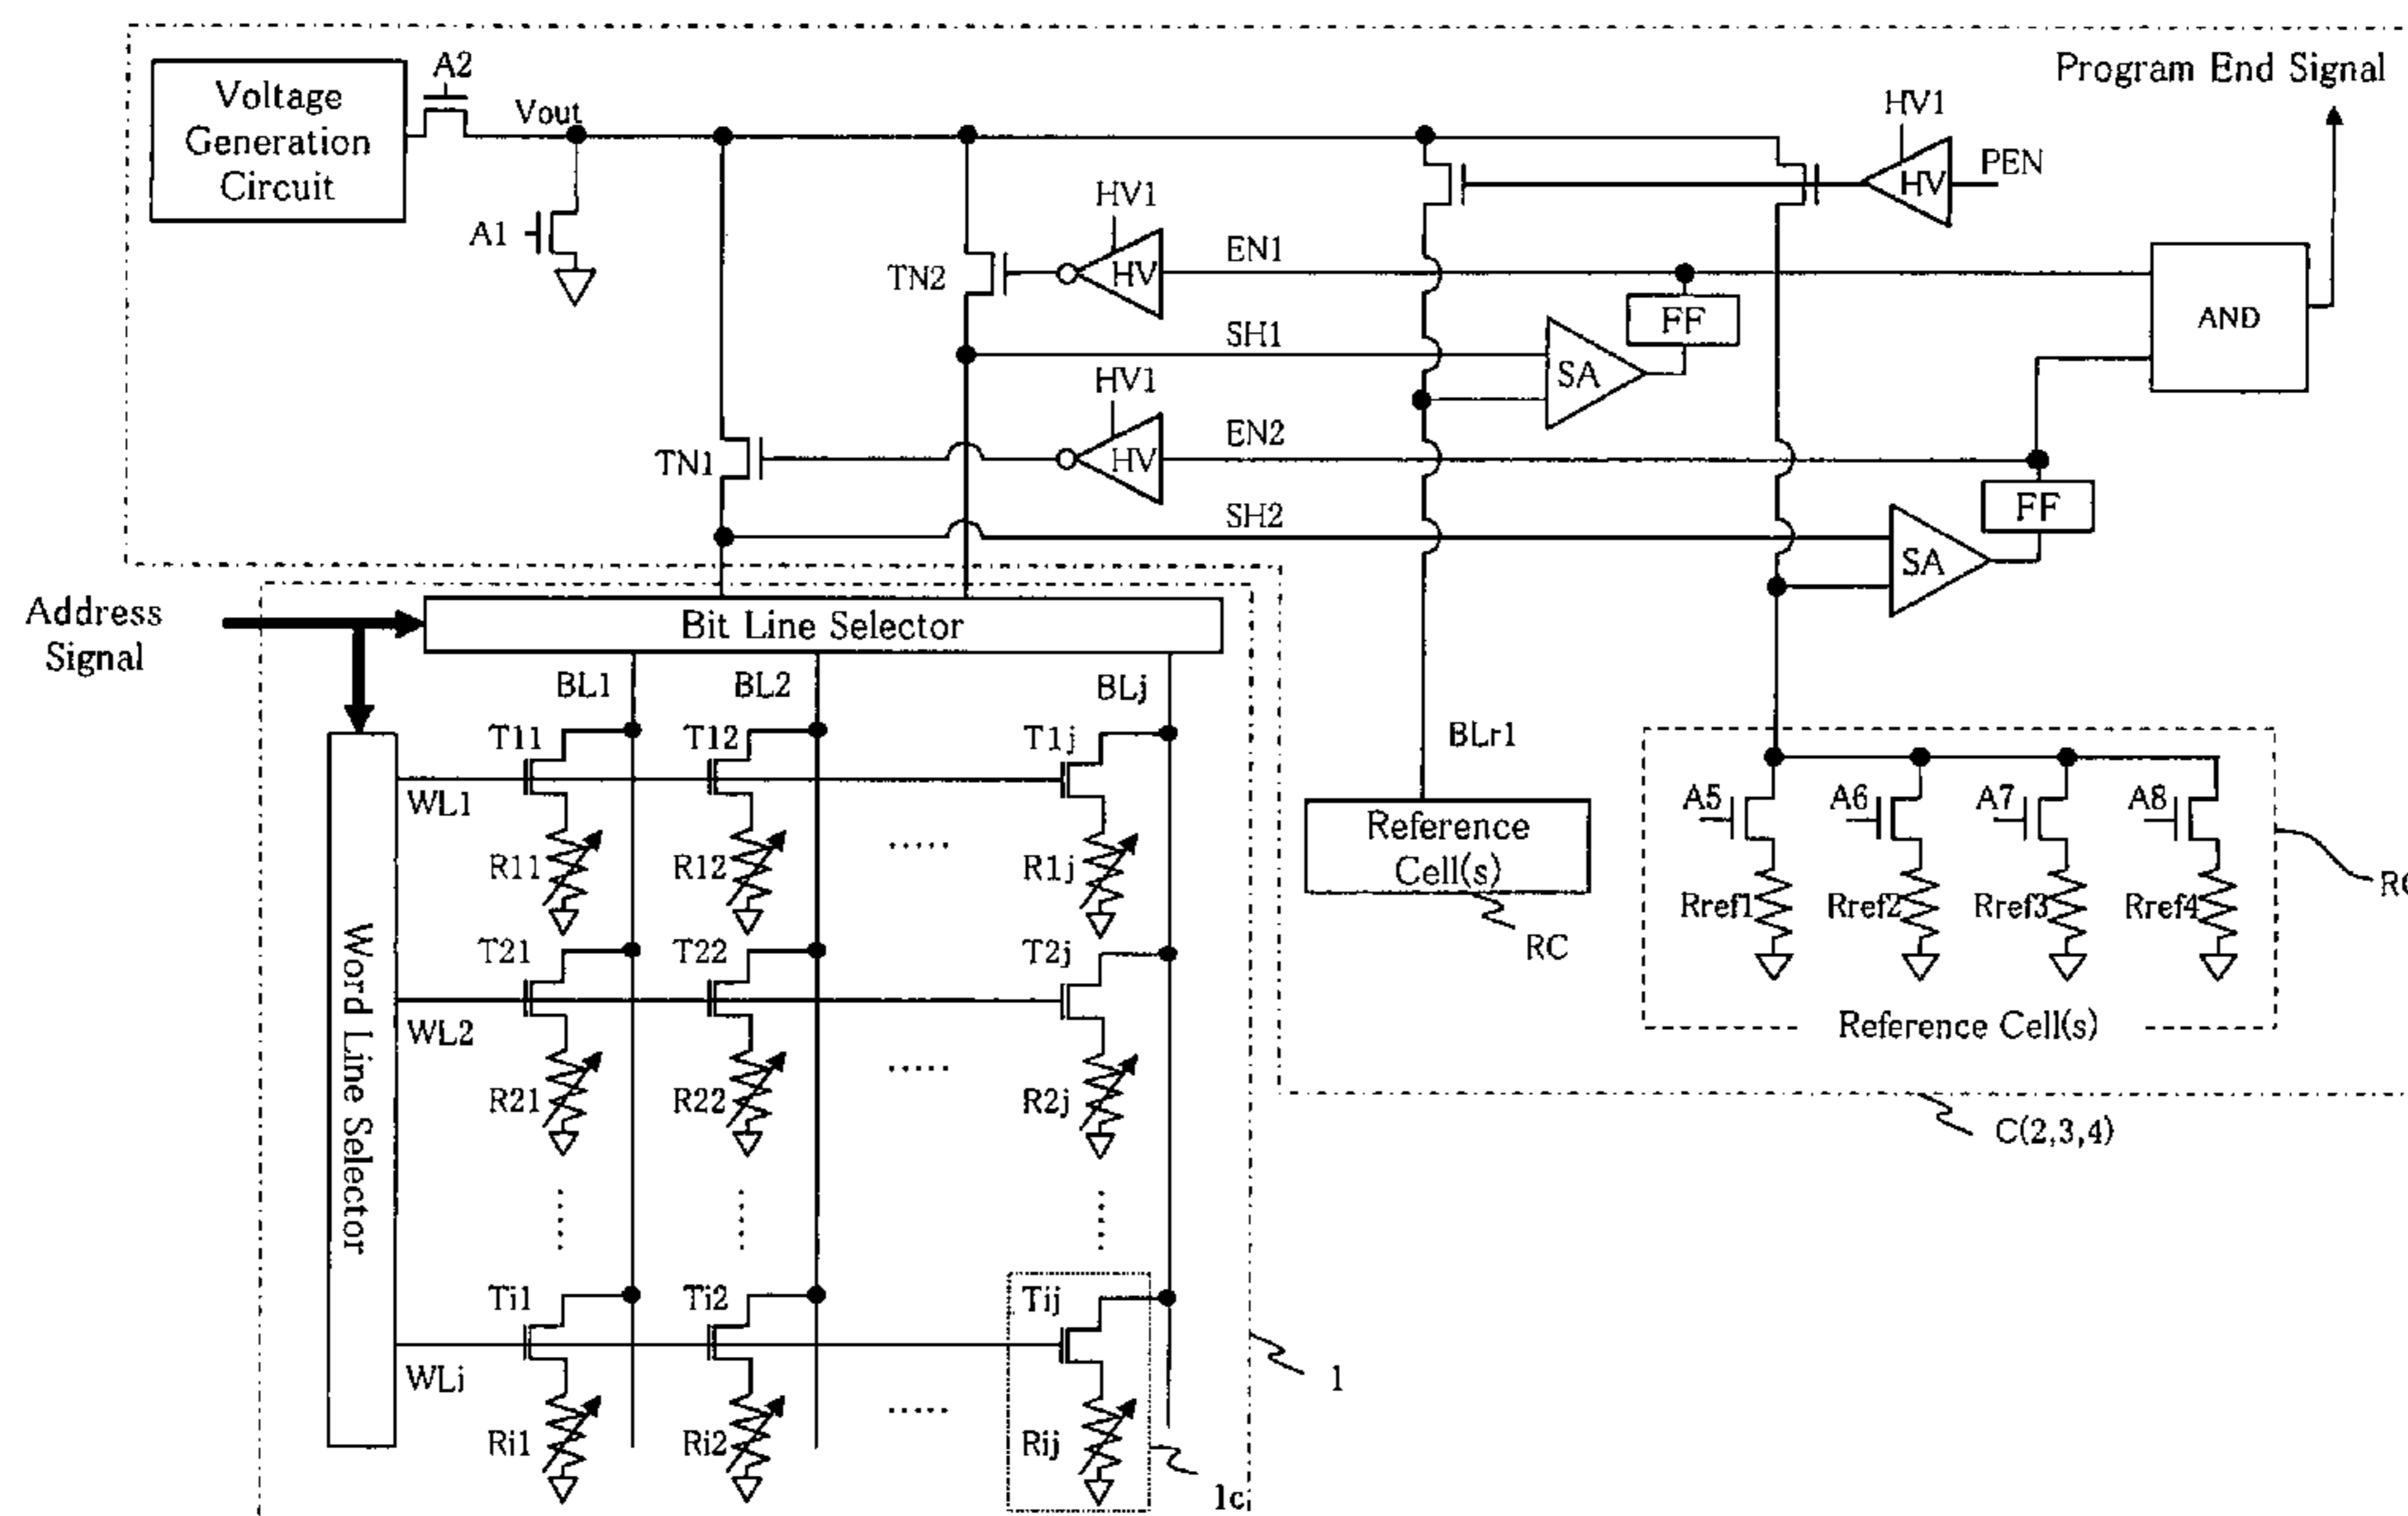 Program End Signal
A2
Voltage
Generation
Circuit
Vout
HV1
HV
PEN
A1
HV1
TN2
HV
EN1
FF
AND
SH1
SA
HV1
TN1
HV
EN2
FF
SH2
SA
Address
Signal
Bit Line Selector
BL1
BL2
BLj
BLr1
T11
T12
T1j
WL1
R11
R12
.....
R1j
Reference
Cell(s)
RC
A5
A6
A7
A8
Rref1
Rref2
Rref3
Rref4
Reference Cell(s)
Word Line Selector
T21
T22
T2j
WL2
R21
R22
.....
R2j
C(2,3,4)
Ti1
Ti2
Tij
WLi
Ri1
Ri2
.....
Rij
1
1c